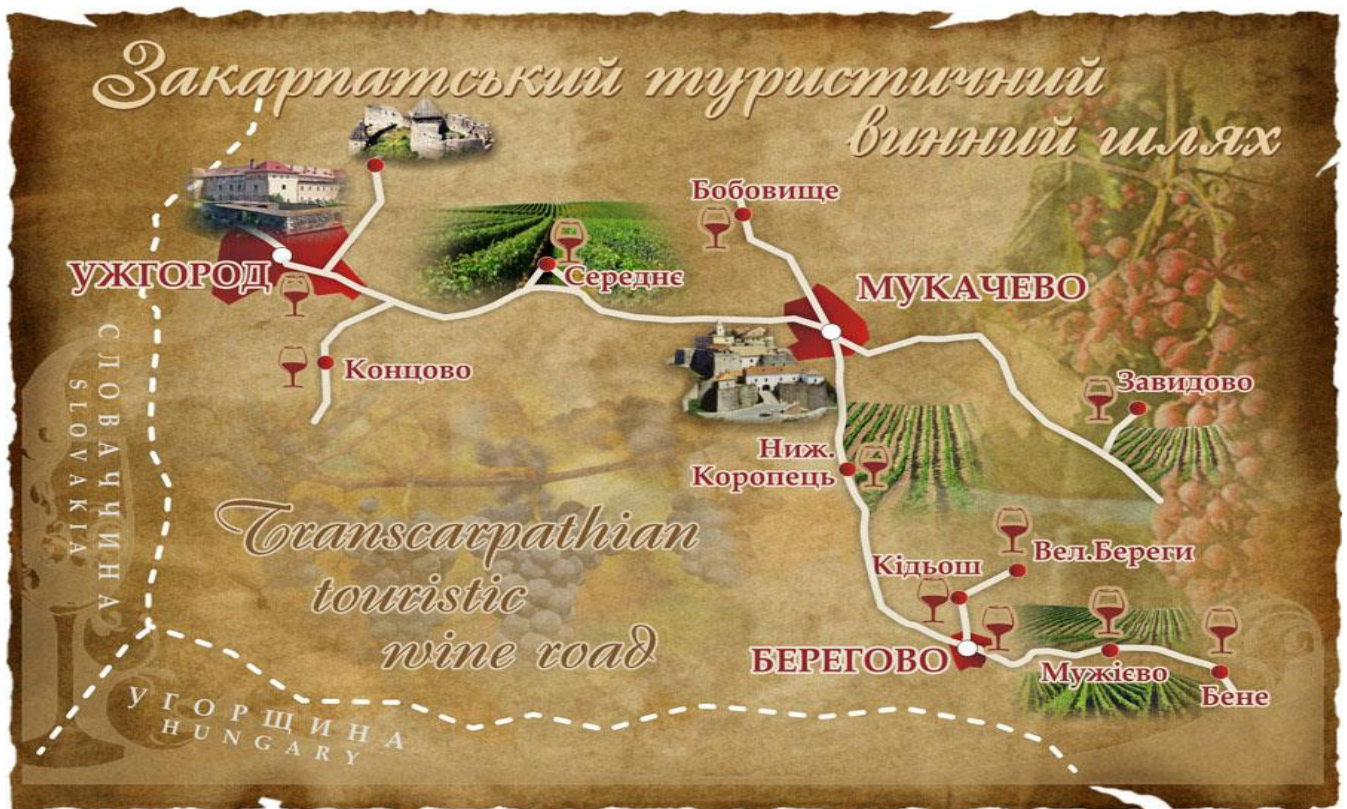 Закарпатський туристичний
винний шлях
Бобовище
УЖГОРОД
Середнє
МУКАЧЕВО
СЛОВАЧЧИНА
SLOVAKIA
Концово
Завидово
Ниж.
Коропець
Transcarpathian
touristic
wine road
Кідьош
Вел.Береги
БЕРЕГОВО
Мужієво
Бене
УГОРЩИНА
HUNGARY